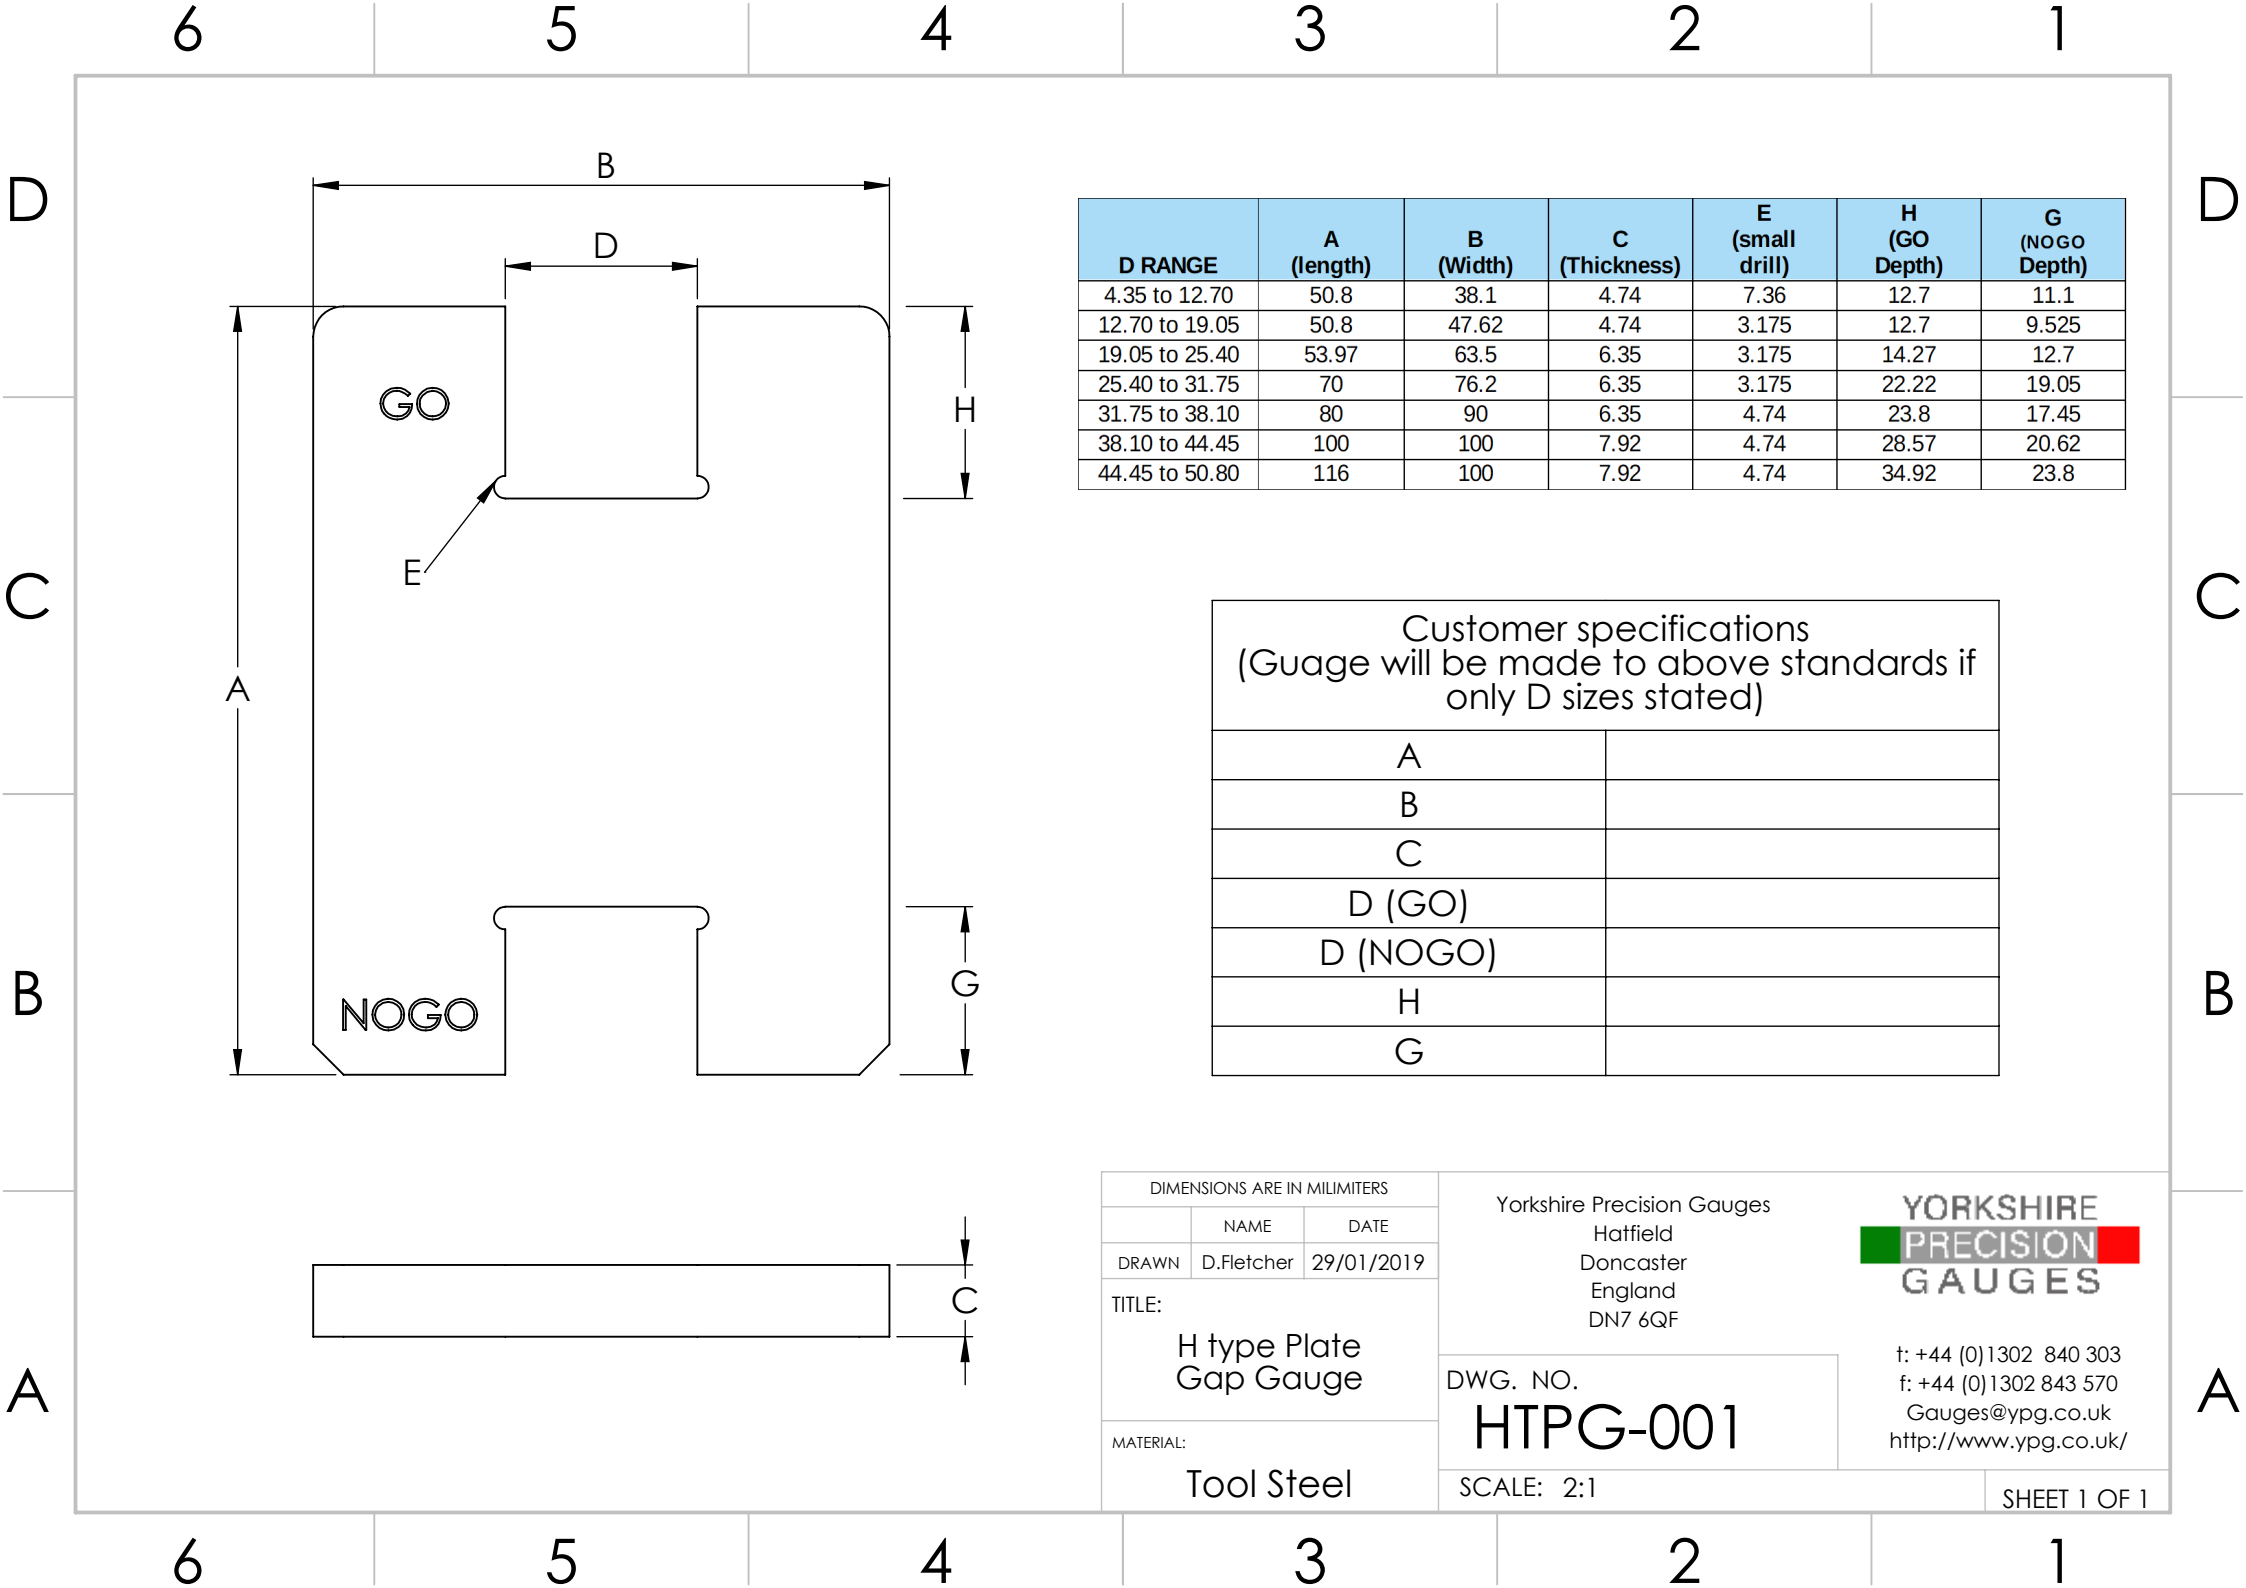 6 5 4 3 2 1
D D
B
D
D RANGE A (length) B (Width) C (Thickness) E (small drill) H (GO Depth) G (NOGO Depth)
4.35 to 12.70 50.8 38.1 4.74 7.36 12.7 11.1
12.70 to 19.05 50.8 47.62 4.74 3.175 12.7 9.525
19.05 to 25.40 53.97 63.5 6.35 3.175 14.27 12.7
25.40 to 31.75 70 76.2 6.35 3.175 22.22 19.05
31.75 to 38.10 80 90 6.35 4.74 23.8 17.45
38.10 to 44.45 100 100 7.92 4.74 28.57 20.62
44.45 to 50.80 116 100 7.92 4.74 34.92 23.8
GO
H
E
C C
A
Customer specifications
(Guage will be made to above standards if
only D sizes stated)
A
B
C
D (GO)
D (NOGO)
H
G
B B
G
NOGO
C
A A
DIMENSIONS ARE IN MILIMITERS
NAME DATE
DRAWN D.Fletcher 29/01/2019
TITLE:
H type Plate
Gap Gauge
MATERIAL:
Tool Steel
Yorkshire Precision Gauges
Hatfield
Doncaster
England
DN7 6QF
DWG. NO.
HTPG-001
SCALE: 2:1
YORKSHIRE
PRECISION
GAUGES
t: +44 (0)1302 840 303
f: +44 (0)1302 843 570
Gauges@ypg.co.uk
http://www.ypg.co.uk/
SHEET 1 OF 1
6 5 4 3 2 1